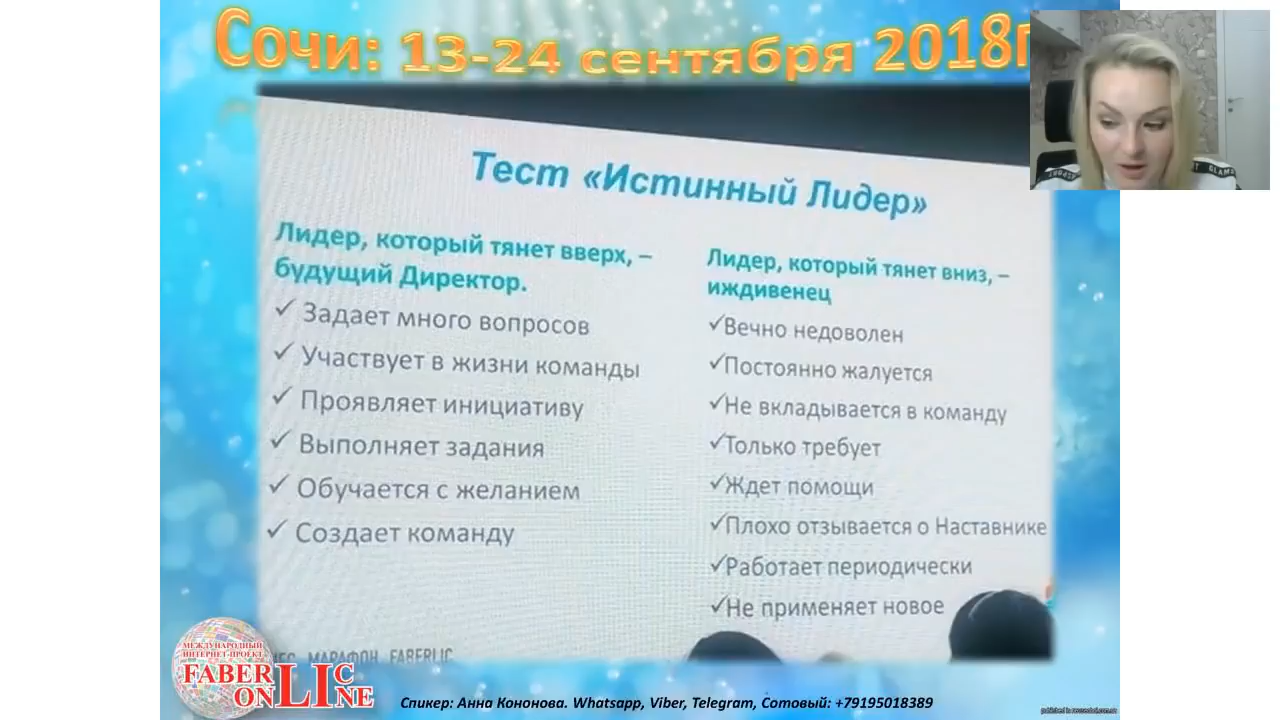 Сочи: 13-24 сентября 2018г
Тест «Истинный Лидер»
Лидер, который тянет вверх, –
будущий Директор.
✓ Задает много вопросов
✓ Участвует в жизни команды
✓ Проявляет инициативу
✓ Выполняет задания
✓ Обучается с желанием
✓ Создает команду
Лидер, который тянет вниз, –
иждивенец
✓Вечно недоволен
✓Постоянно жалуется
✓Не вкладывается в команду
✓Только требует
✓Ждет помощи
✓Плохо отзывается о Наставнике
✓Работает периодически
✓Не применяет новое
МАРАФОН FABERLIC
МЕЖДУНАРОДНЫЙ
ИНТЕРНЕТ-ПРОЕКТ
FABERLIC
ONLINE
Спикер: Анна Кононова. Whatsapp, Viber, Telegram, Сотовый: +79195018389